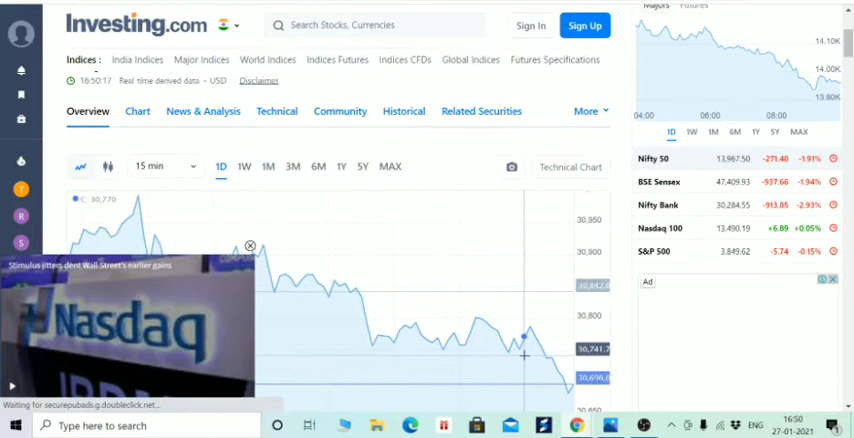 Investing.com
Search Stocks, Currencies
Sign In
Sign Up
Indices : India Indices Major Indices World Indices Indices Futures Indices CFDs Global Indices Futures Specifications
16:50:17 Real time derived data - USD Disclaimer
Overview Chart News & Analysis Technical Community Historical Related Securities More
15 min 1D 1W 1M 3M 6M 1Y 5Y MAX Technical Chart
C: 30,770
30,950
30,900
30,842.0
30,800
30,741.7
30,696.0
30,650
Stimulus jitters dent Wall Street's earlier gains
Nasdaq
Waiting for securepubads.g.doubleclick.net...
Majors Futures
14.10K
14.00K
13.90K
04:00 06:00 08:00
1D 1W 1M 6M 1Y 5Y MAX
Nifty 50 13,967.50 -271.40 -1.91%
BSE Sensex 47,409.93 -937.66 -1.94%
Nifty Bank 30,284.55 -913.85 -2.93%
Nasdaq 100 13,490.19 +6.89 +0.05%
S&P 500 3,849.62 -5.74 -0.15%
Ad
T
R
S
Type here to search
ENG
16:50
27-01-2021
1